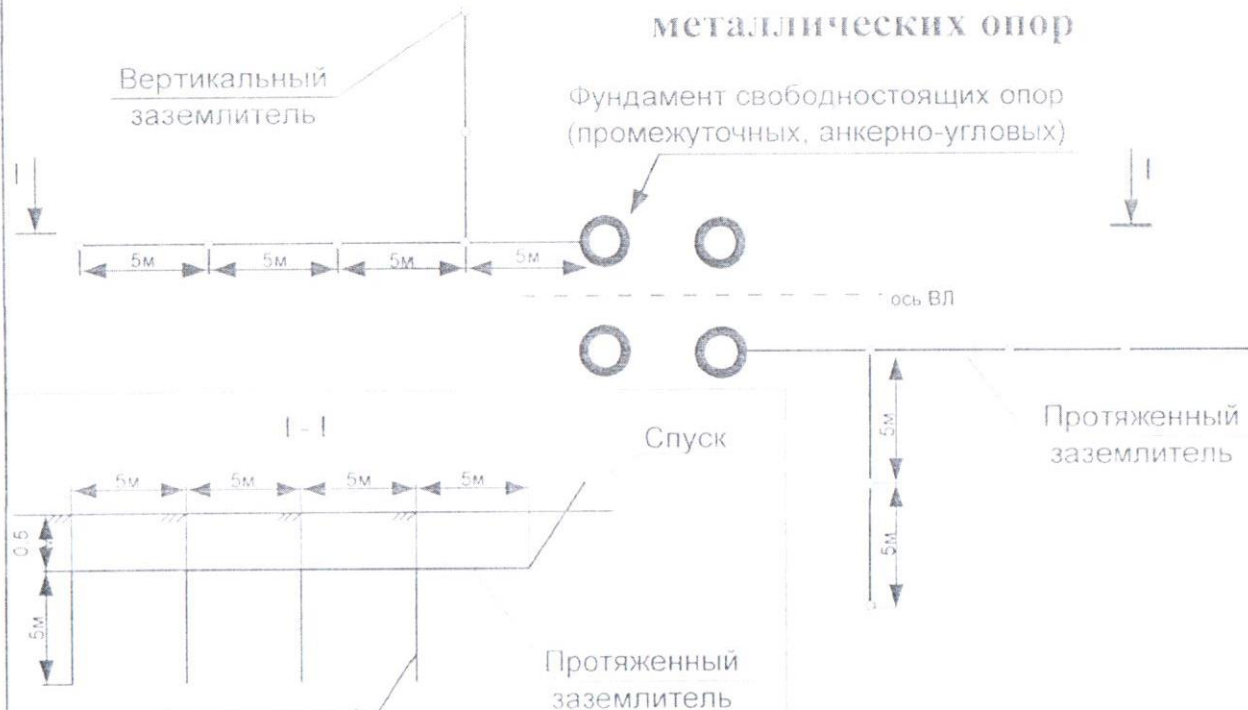 металлических опор
Вертикальный
заземлитель
Фундамент свободностоящих опор
(промежуточных, анкерно-угловых)
I
I
5м
5м
5м
5м
ось ВЛ
I - I
Спуск
5м
5м
5м
5м
0.5
5м
5м
5м
Протяженный
заземлитель
Протяженный
заземлитель